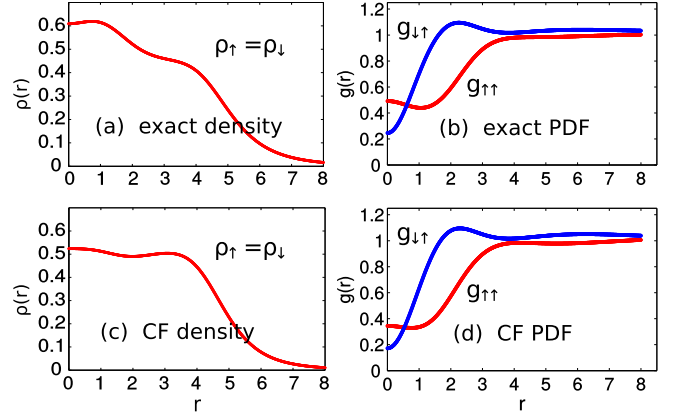 0.6
0.5
0.4
0.3
0.2
0.1
0
ρ(r)
ρ↑ =ρ↓
(a) exact density
0 1 2 3 4 5 6 7 8
1.2
1
0.8
0.6
0.4
0.2
0
g(r)
g↓↑
g↑↑
(b) exact PDF
0 1 2 3 4 5 6 7 8
0.6
0.5
0.4
0.3
0.2
0.1
0
ρ(r)
ρ↑ =ρ↓
(c) CF density
0 1 2 3 4 5 6 7 8
r
1.2
1
0.8
0.6
0.4
0.2
0
g(r)
g↓↑
g↑↑
(d) CF PDF
0 1 2 3 4 5 6 7 8
r